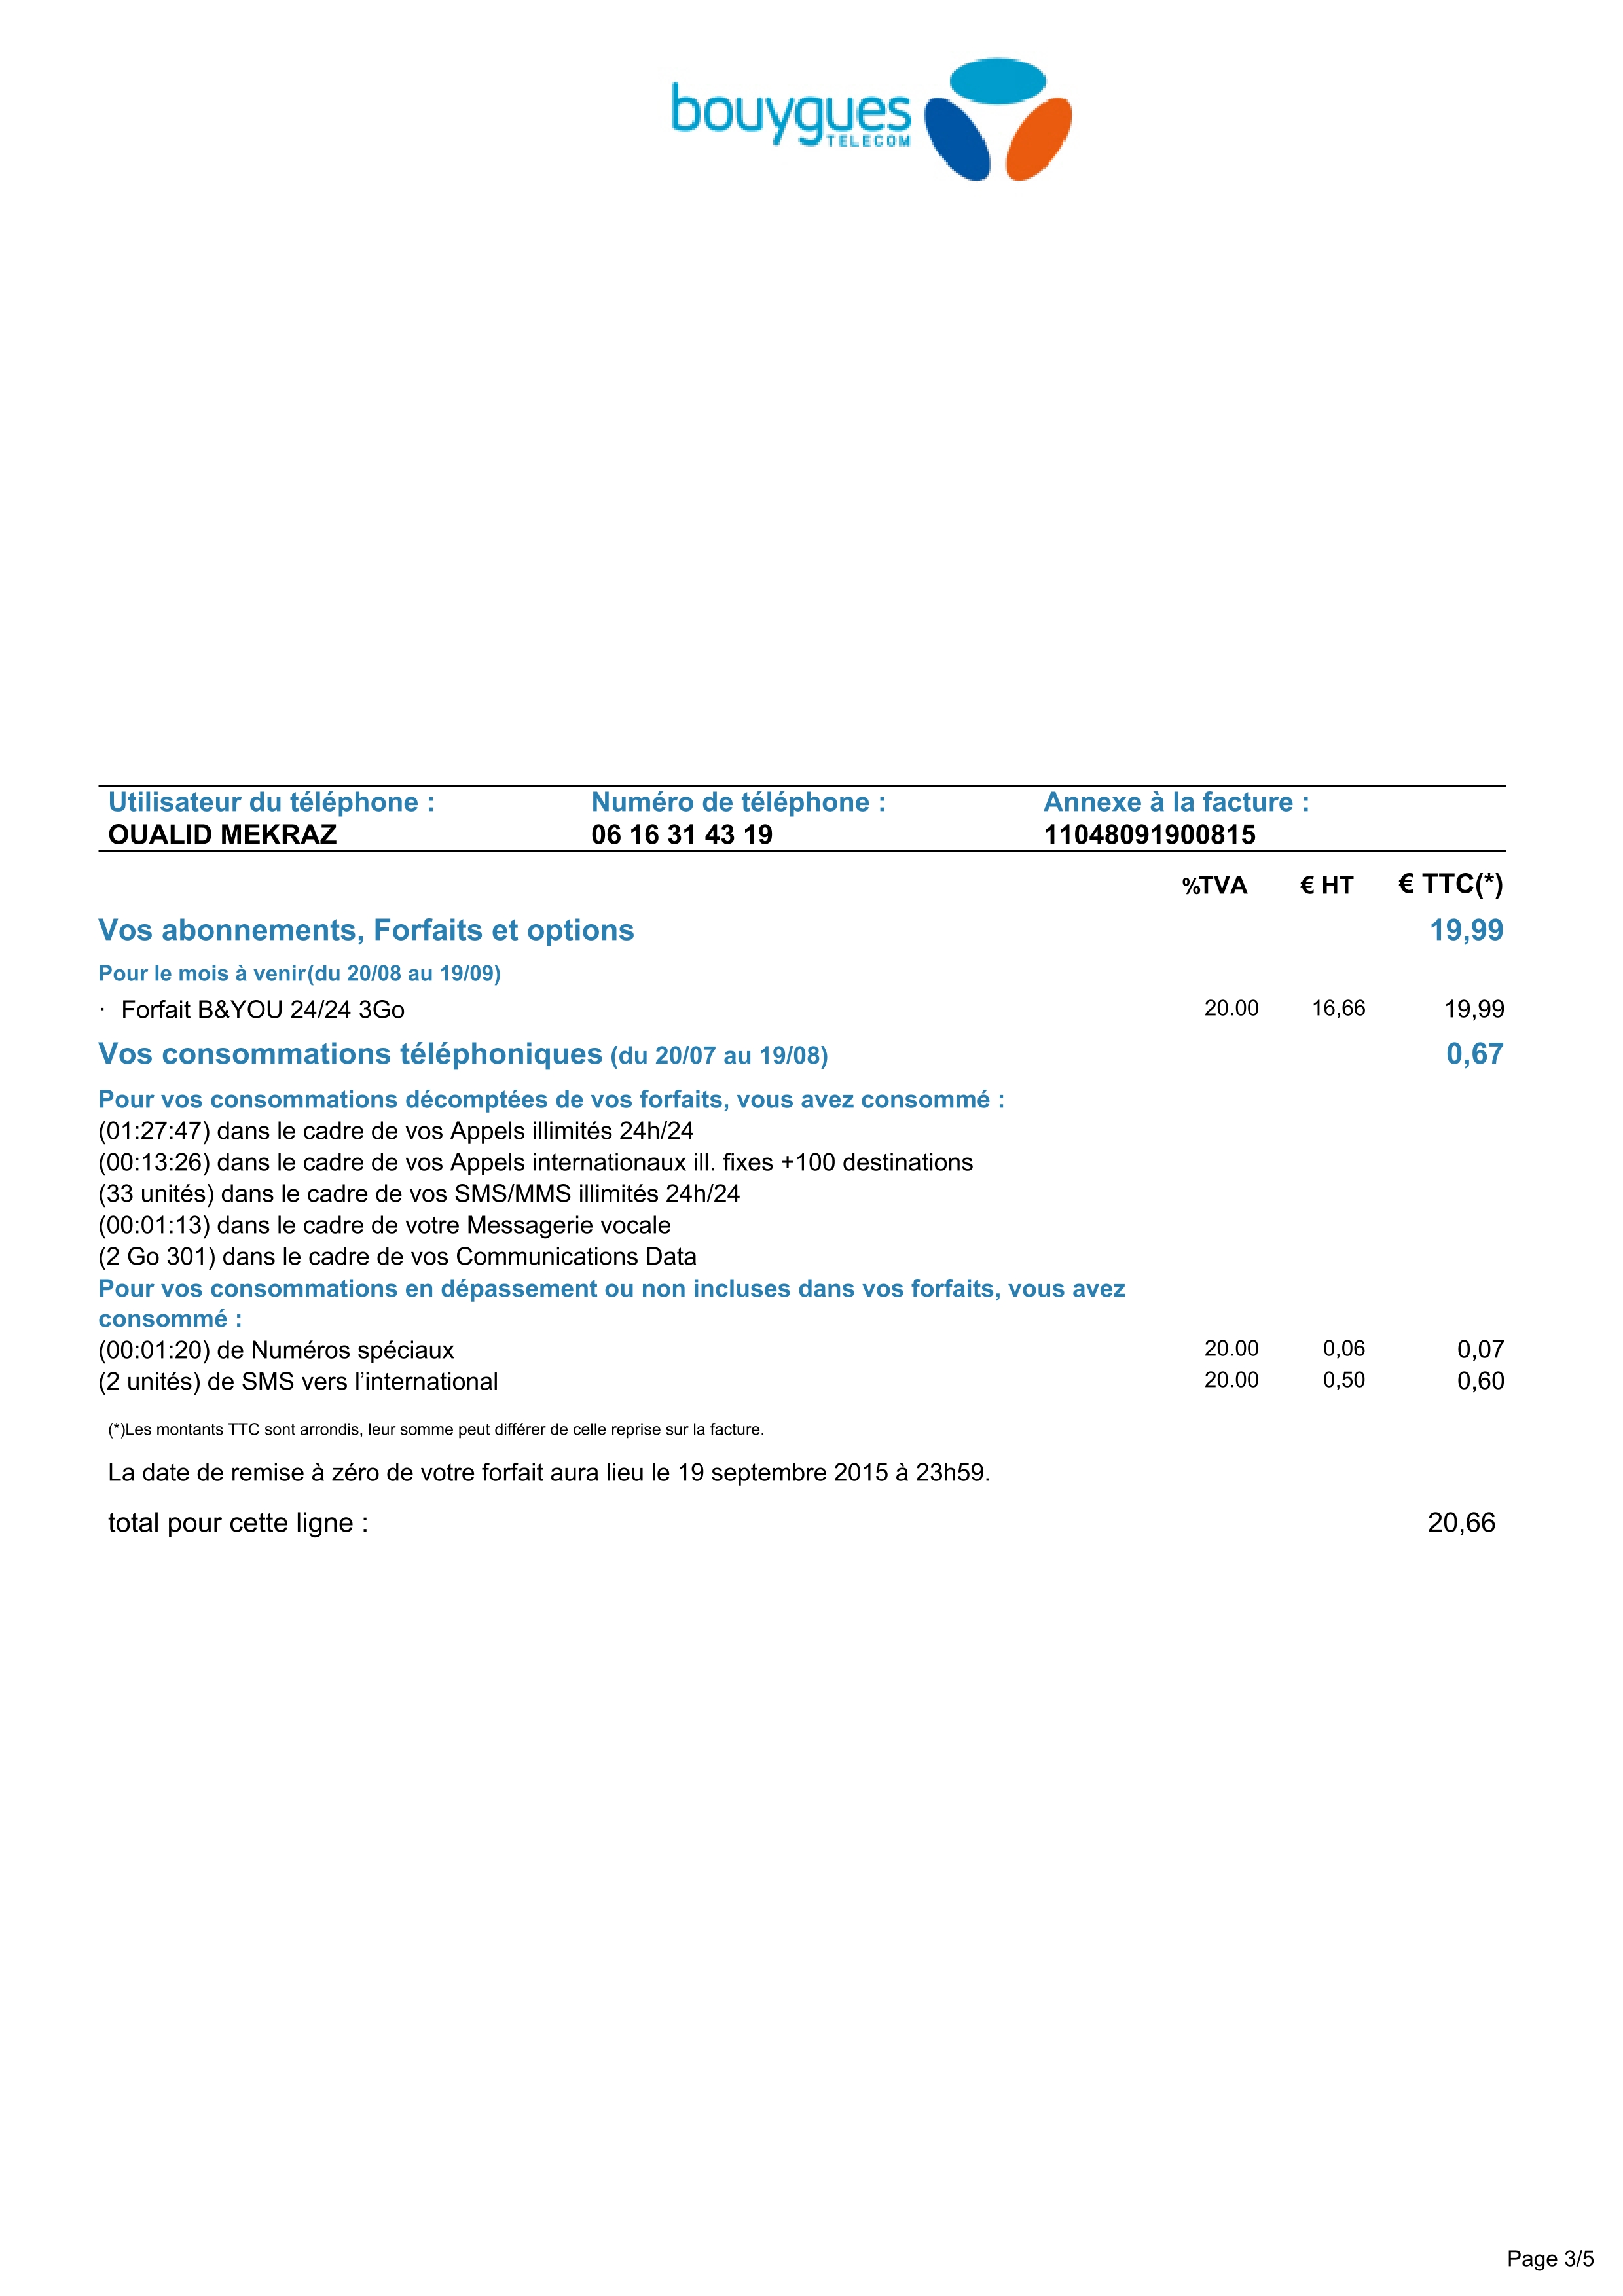 bouygues
TELECOM
Utilisateur du téléphone : Numéro de téléphone : Annexe à la facture :
OUALID MEKRAZ 06 16 31 43 19 11048091900815
%TVA € HT € TTC(*)
Vos abonnements, Forfaits et options 19,99
Pour le mois à venir(du 20/08 au 19/09)
· Forfait B&YOU 24/24 3Go 20.00 16,66 19,99
Vos consommations téléphoniques (du 20/07 au 19/08) 0,67
Pour vos consommations décomptées de vos forfaits, vous avez consommé :
(01:27:47) dans le cadre de vos Appels illimités 24h/24
(00:13:26) dans le cadre de vos Appels internationaux ill. fixes +100 destinations
(33 unités) dans le cadre de vos SMS/MMS illimités 24h/24
(00:01:13) dans le cadre de votre Messagerie vocale
(2 Go 301) dans le cadre de vos Communications Data
Pour vos consommations en dépassement ou non incluses dans vos forfaits, vous avez
consommé :
(00:01:20) de Numéros spéciaux 20.00 0,06 0,07
(2 unités) de SMS vers l'international 20.00 0,50 0,60
(*)Les montants TTC sont arrondis, leur somme peut différer de celle reprise sur la facture.
La date de remise à zéro de votre forfait aura lieu le 19 septembre 2015 à 23h59.
total pour cette ligne : 20,66
Page 3/5